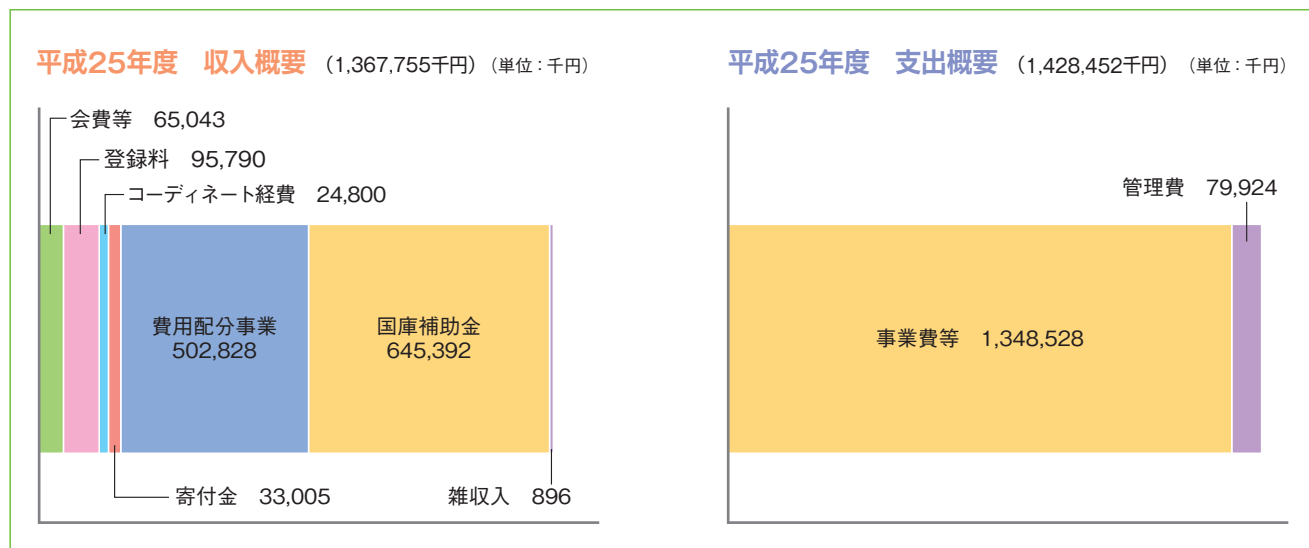 平成25年度 収入概要 (1,367,755千円) (単位:千円)
会費等 65,043
登録料 95,790
コーディネート経費 24,800
費用配分事業
502,828
国庫補助金
645,392
寄付金 33,005
雑収入 896
平成25年度 支出概要 (1,428,452千円) (単位:千円)
管理費 79,924
事業費等 1,348,528